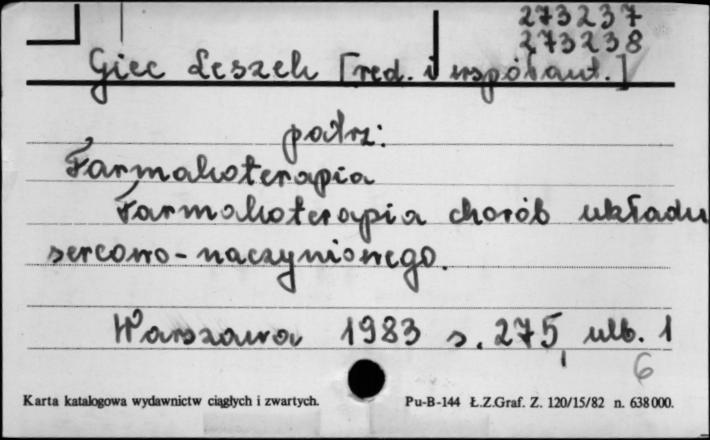 273237
273238
Giec Leszek [red. i współaut.]
patrz:
Farmakoterapia
Farmakoterapia chorób układu
sercowo-naczyniowego.
Warszawa 1983 s. 275, ulb. 1
6
Karta katalogowa wydawnictw ciągłych i zwartych. Pu-B-144 Ł.Z.Graf. Z. 120/15/82 n. 638000.